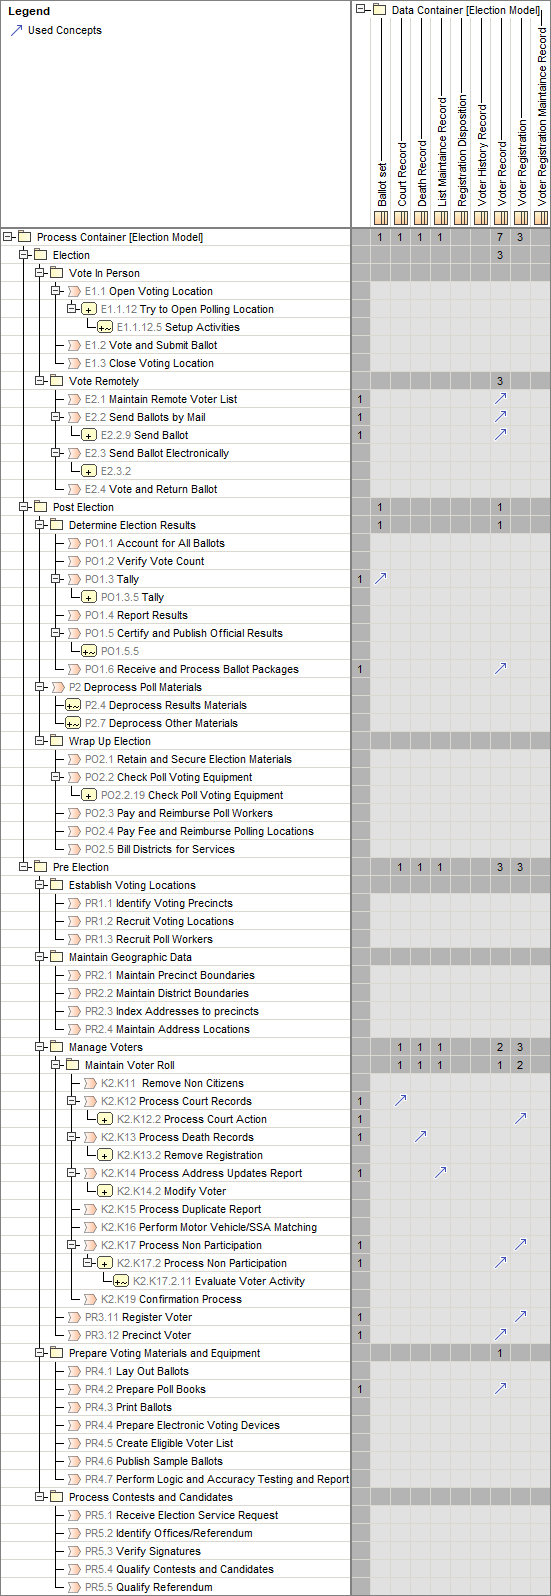 Legend
Used Concepts
Data Container [Election Model]
Ballot set
Court Record
Death Record
List Maintaince Record
Registration Disposition
Voter History Record
Voter Record
Voter Registration
Voter Registration Maintaince Record
Process Container [Election Model] 1 1 1 1 7 3
Election 3
Vote In Person
E1.1 Open Voting Location
E1.1.12 Try to Open Polling Location
E1.1.12.5 Setup Activities
E1.2 Vote and Submit Ballot
E1.3 Close Voting Location
Vote Remotely 3
E2.1 Maintain Remote Voter List 1
E2.2 Send Ballots by Mail 1
E2.2.9 Send Ballot 1
E2.3 Send Ballot Electronically
E2.3.2
E2.4 Vote and Return Ballot
Post Election 1 1
Determine Election Results 1 1
PO1.1 Account for All Ballots
PO1.2 Verify Vote Count
PO1.3 Tally 1
PO1.3.5 Tally
PO1.4 Report Results
PO1.5 Certify and Publish Official Results
PO1.5.5
PO1.6 Receive and Process Ballot Packages 1
P2 Deprocess Poll Materials
P2.4 Deprocess Results Materials
P2.7 Deprocess Other Materials
Wrap Up Election
PO2.1 Retain and Secure Election Materials
PO2.2 Check Poll Voting Equipment
PO2.2.19 Check Poll Voting Equipment
PO2.3 Pay and Reimburse Poll Workers
PO2.4 Pay Fee and Reimburse Polling Locations
PO2.5 Bill Districts for Services
Pre Election 1 1 1 3 3
Establish Voting Locations
PR1.1 Identify Voting Precincts
PR1.2 Recruit Voting Locations
PR1.3 Recruit Poll Workers
Maintain Geographic Data
PR2.1 Maintain Precinct Boundaries
PR2.2 Maintain District Boundaries
PR2.3 Index Addresses to precincts
PR2.4 Maintain Address Locations
Manage Voters 1 1 1 2 3
Maintain Voter Roll 1 1 1 1 2
K2.K11 Remove Non Citizens
K2.K12 Process Court Records 1
K2.K12.2 Process Court Action 1
K2.K13 Process Death Records 1
K2.K13.2 Remove Registration
K2.K14 Process Address Updates Report 1
K2.K14.2 Modify Voter
K2.K15 Process Duplicate Report
K2.K16 Perform Motor Vehicle/SSA Matching
K2.K17 Process Non Participation 1
K2.K17.2 Process Non Participation 1
K2.K17.2.11 Evaluate Voter Activity
K2.K19 Confirmation Process
PR3.11 Register Voter 1
PR3.12 Precinct Voter 1
Prepare Voting Materials and Equipment 1
PR4.1 Lay Out Ballots
PR4.2 Prepare Poll Books 1
PR4.3 Print Ballots
PR4.4 Prepare Electronic Voting Devices
PR4.5 Create Eligible Voter List
PR4.6 Publish Sample Ballots
PR4.7 Perform Logic and Accuracy Testing and Report
Process Contests and Candidates
PR5.1 Receive Election Service Request
PR5.2 Identify Offices/Referendum
PR5.3 Verify Signatures
PR5.4 Qualify Contests and Candidates
PR5.5 Qualify Referendum